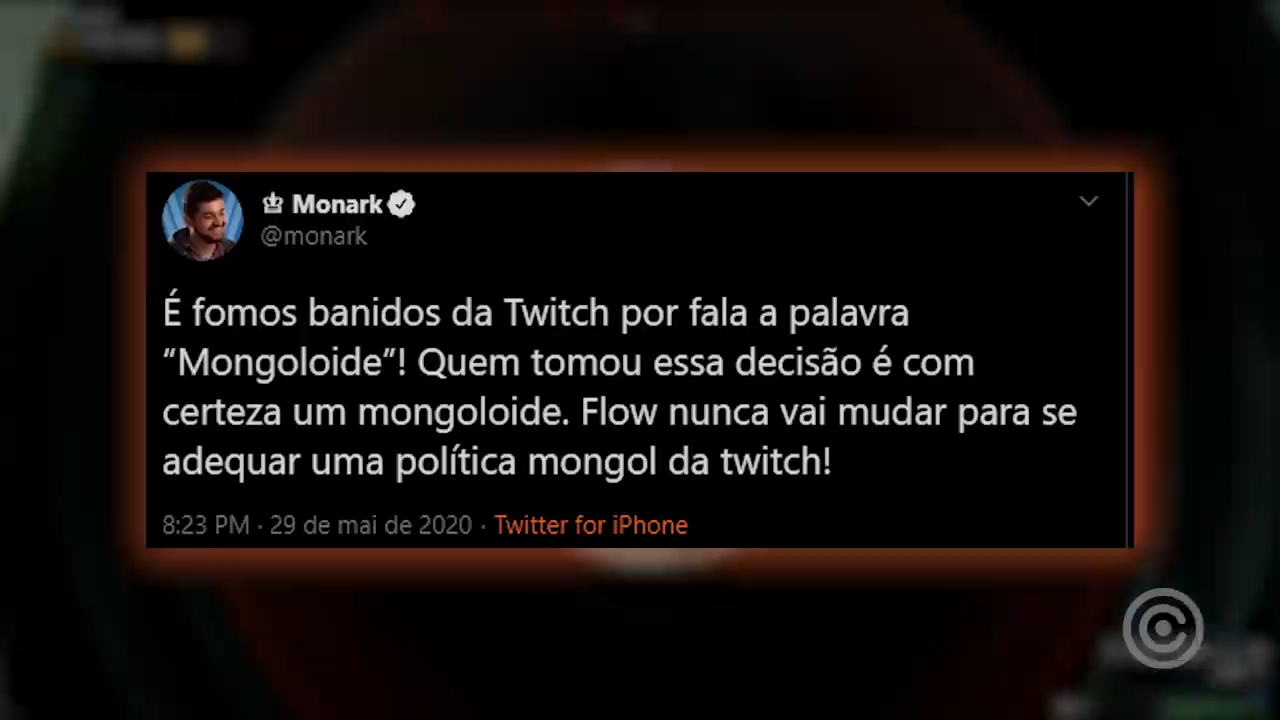 Monark
@monark
É fomos banidos da Twitch por fala a palavra
“Mongoloide”! Quem tomou essa decisão é com
certeza um mongoloide. Flow nunca vai mudar para se
adequar uma política mongol da twitch!
8:23 PM · 29 de mai de 2020 · Twitter for iPhone